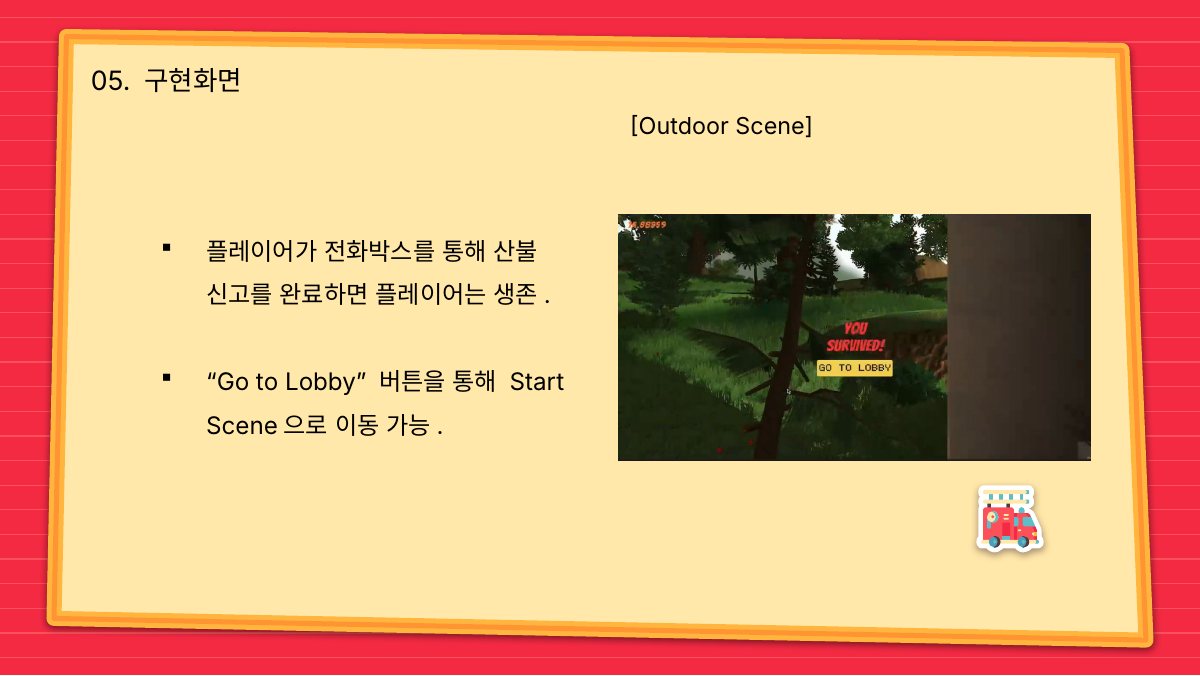 05. 구현화면
[Outdoor Scene]
플레이어가 전화박스를 통해 산불
신고를 완료하면 플레이어는 생존 .
“Go to Lobby” 버튼을 통해 Start
Scene 으로 이동 가능 .
YOU
SURVIVED!
GO TO LOBBY